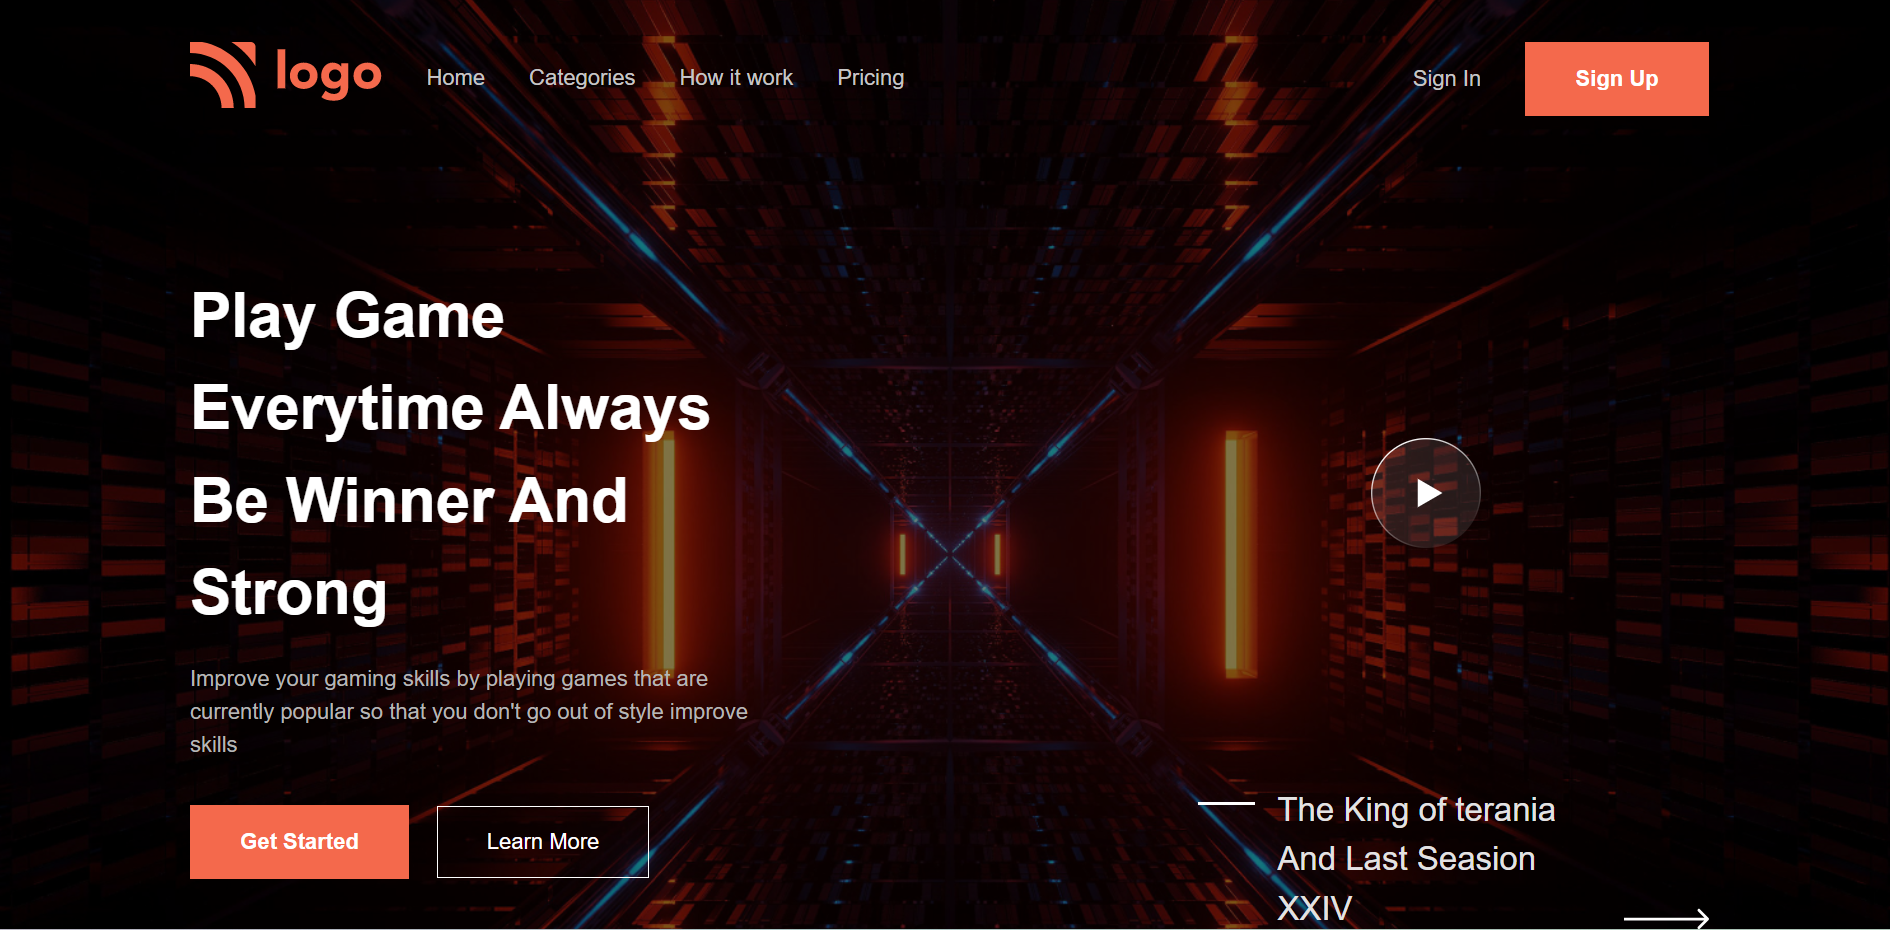 logo
Home
Categories
How it work
Pricing
Sign In
Sign Up
Play Game
Everytime Always
Be Winner And
Strong
Improve your gaming skills by playing games that are
currently popular so that you don't go out of style improve
skills
Get Started
Learn More
The King of terania
And Last Seasion
XXIV